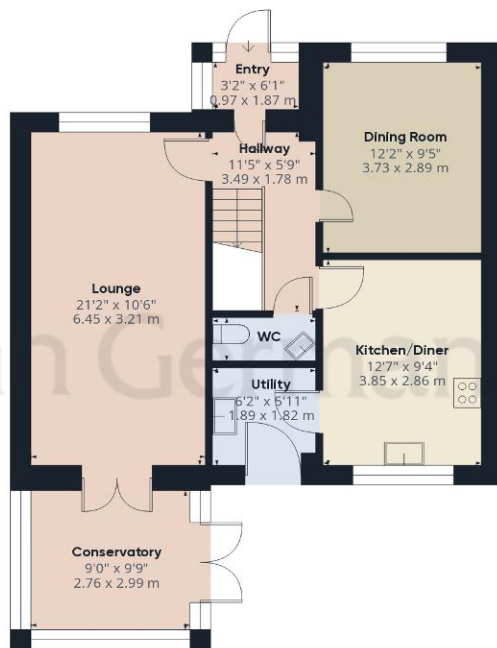 Entry
3'2" x 6'1"
0.97 x 1.87 m
Hallway
11'5" x 5'9"
3.49 x 1.78 m
Dining Room
12'2" x 9'5"
3.73 x 2.89 m
Lounge
21'2" x 10'6"
6.45 x 3.21 m
WC
Kitchen/Diner
12'7" x 9'4"
3.85 x 2.86 m
Utility
6'2" x 5'11"
1.89 x 1.82 m
Conservatory
9'0" x 9'9"
2.76 x 2.99 m